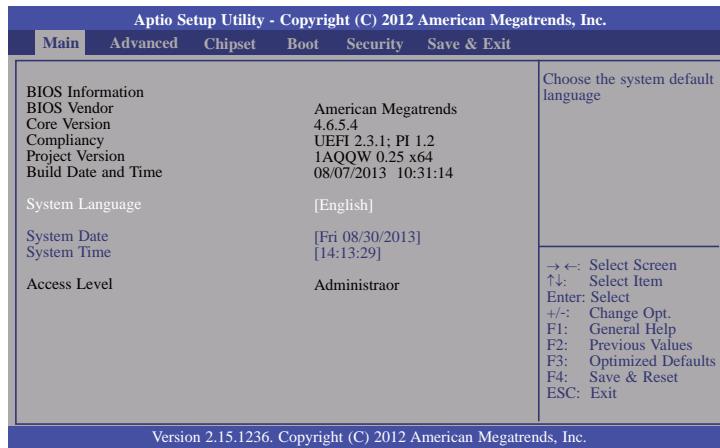 Aptio Setup Utility - Copyright (C) 2012 American Megatrends, Inc.
Main Advanced Chipset Boot Security Save & Exit
BIOS Information
BIOS Vendor American Megatrends
Core Version 4.6.5.4
Compliancy UEFI 2.3.1; PI 1.2
Project Version 1AQQW 0.25 x64
Build Date and Time 08/07/2013 10:31:14
System Language [English]
System Date [Fri 08/30/2013]
System Time [14:13:29]
Access Level Administraor
Choose the system default
language
→ ←: Select Screen
↑↓: Select Item
Enter: Select
+/-: Change Opt.
F1: General Help
F2: Previous Values
F3: Optimized Defaults
F4: Save & Reset
ESC: Exit
Version 2.15.1236. Copyright (C) 2012 American Megatrends, Inc.